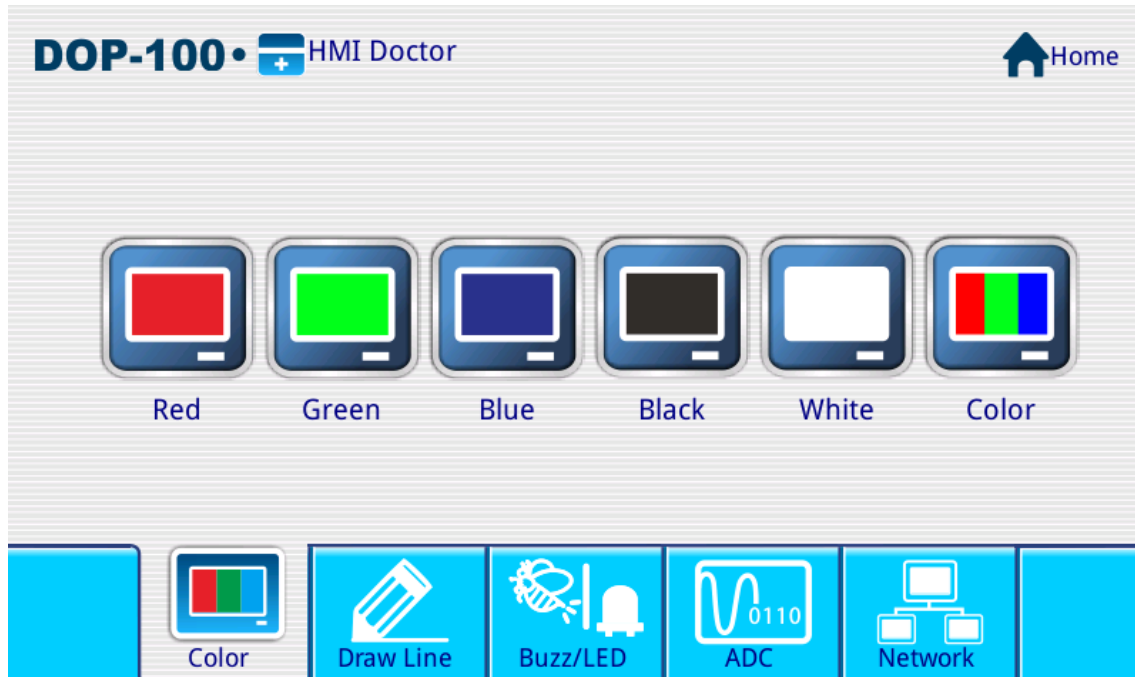 DOP-100• HMI Doctor
Home
Red
Green
Blue
Black
White
Color
0110
Color
Draw Line
Buzz/LED
ADC
Network